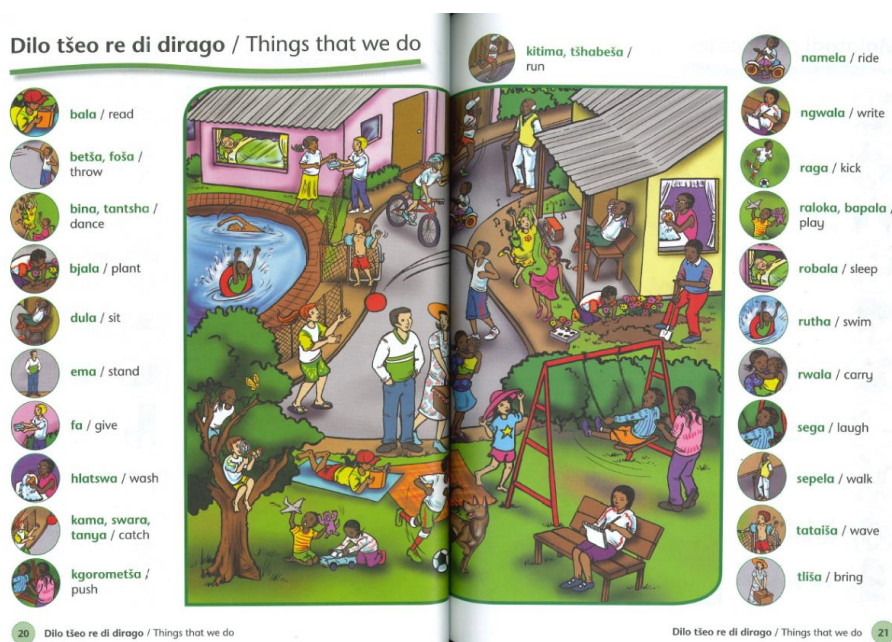 Dilo tšeo re di dirago / Things that we do
bala / read
betša, foša /
throw
bina, tantsha /
dance
bjala / plant
dula / sit
ema / stand
fa / give
hlatswa / wash
kama, swara,
tanya / catch
kgorometša /
push
20 Dilo tšeo re di dirago / Things that we do
kitima, tšhabeša /
run
namela / ride
ngwala / write
raga / kick
raloka, bapala /
play
robala / sleep
rutha / swim
rwala / carry
sega / laugh
sepela / walk
tataiša / wave
tliša / bring
Dilo tšeo re di dirago / Things that we do 21